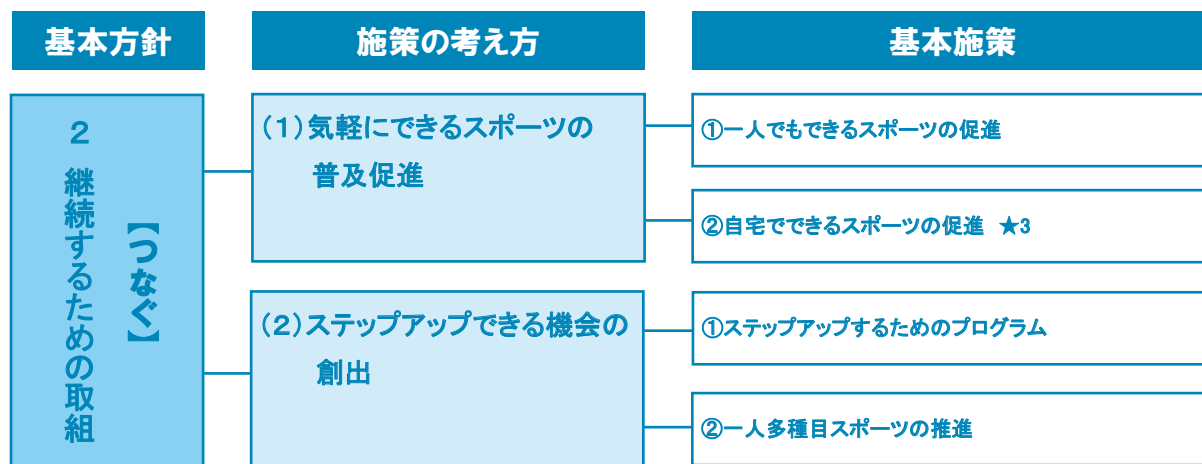 基本方針
施策の考え方
基本施策
２ 継続するための取組
【つなぐ】
（１）気軽にできるスポーツの
普及促進
①一人でもできるスポーツの促進
②自宅でできるスポーツの促進 ★3
（２）ステップアップできる機会の
創出
①ステップアップするためのプログラム
②一人多種目スポーツの推進